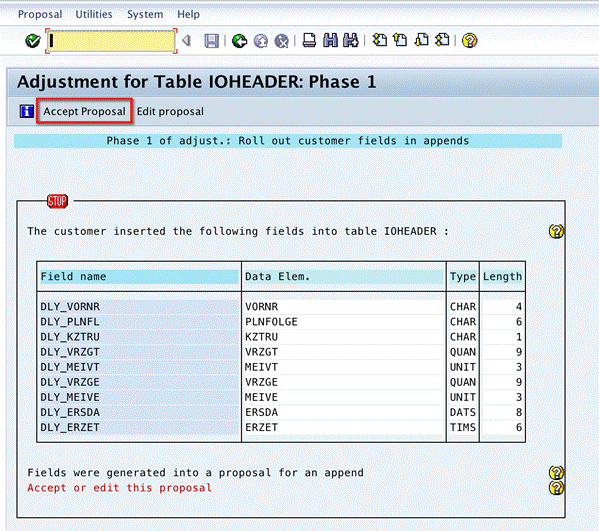 Proposal Utilities System Help
Adjustment for Table IOHEADER: Phase 1
Accept Proposal Edit proposal
Phase 1 of adjust.: Roll out customer fields in appends
STOP
The customer inserted the following fields into table IOHEADER :
Field name Data Elem. Type Length
DLY_VORNR VORNR CHAR 4
DLY_PLNFL PLNFOLGE CHAR 6
DLY_KZTRU KZTRU CHAR 1
DLY_VRZGT VRZGT QUAN 9
DLY_MEIVT MEIVT UNIT 3
DLY_VRZGE VRZGE QUAN 9
DLY_MEIVE MEIVE UNIT 3
DLY_ERSDA ERSDA DATS 8
DLY_ERZET ERZET TIMS 6
Fields were generated into a proposal for an append
Accept or edit this proposal